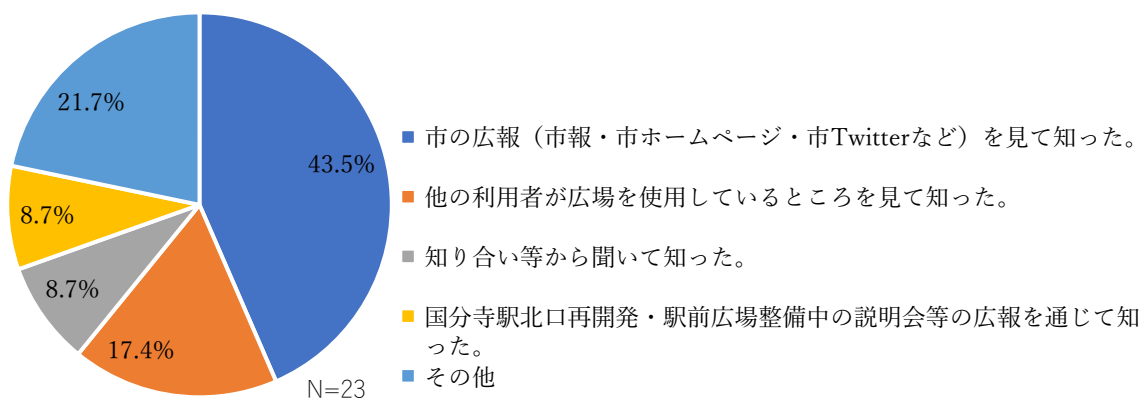 21.7%
43.5%
8.7%
8.7%
17.4%
N=23
市の広報（市報・市ホームページ・市Twitterなど）を見て知った。
他の利用者が広場を使用しているところを見て知った。
知り合い等から聞いて知った。
国分寺駅北口再開発・駅前広場整備中の説明会等の広報を通じて知
った。
その他